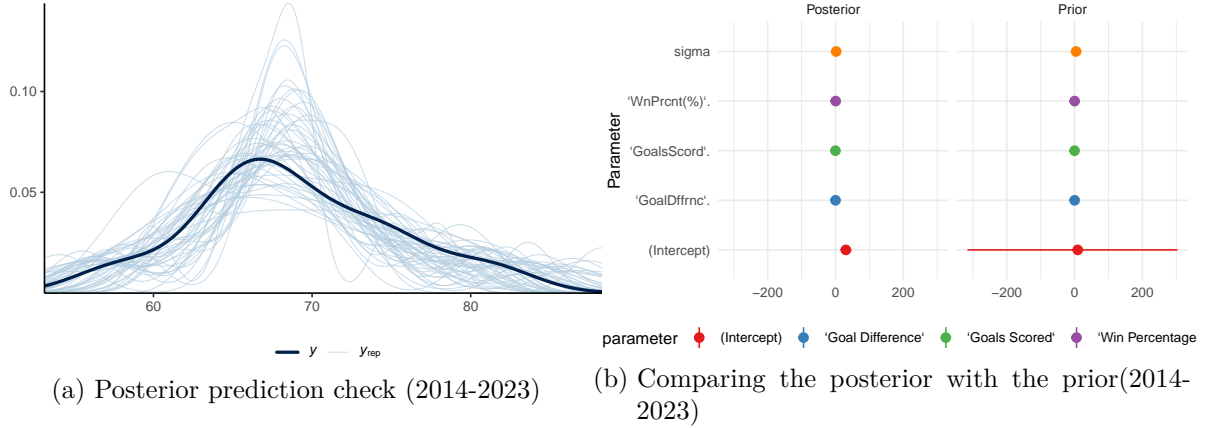 0.10
0.05
60 70 80
y yrep
(a) Posterior prediction check (2014-2023)
Posterior Prior
Parameter
sigma
‘WnPrcnt(%)‘.
‘GoalsScord‘.
‘GoalDffrnc‘.
(Intercept)
−200 0 200 −200 0 200
parameter (Intercept) ‘Goal Difference‘ ‘Goals Scored‘ ‘Win Percentage
(b) Comparing the posterior with the prior(2014-
2023)